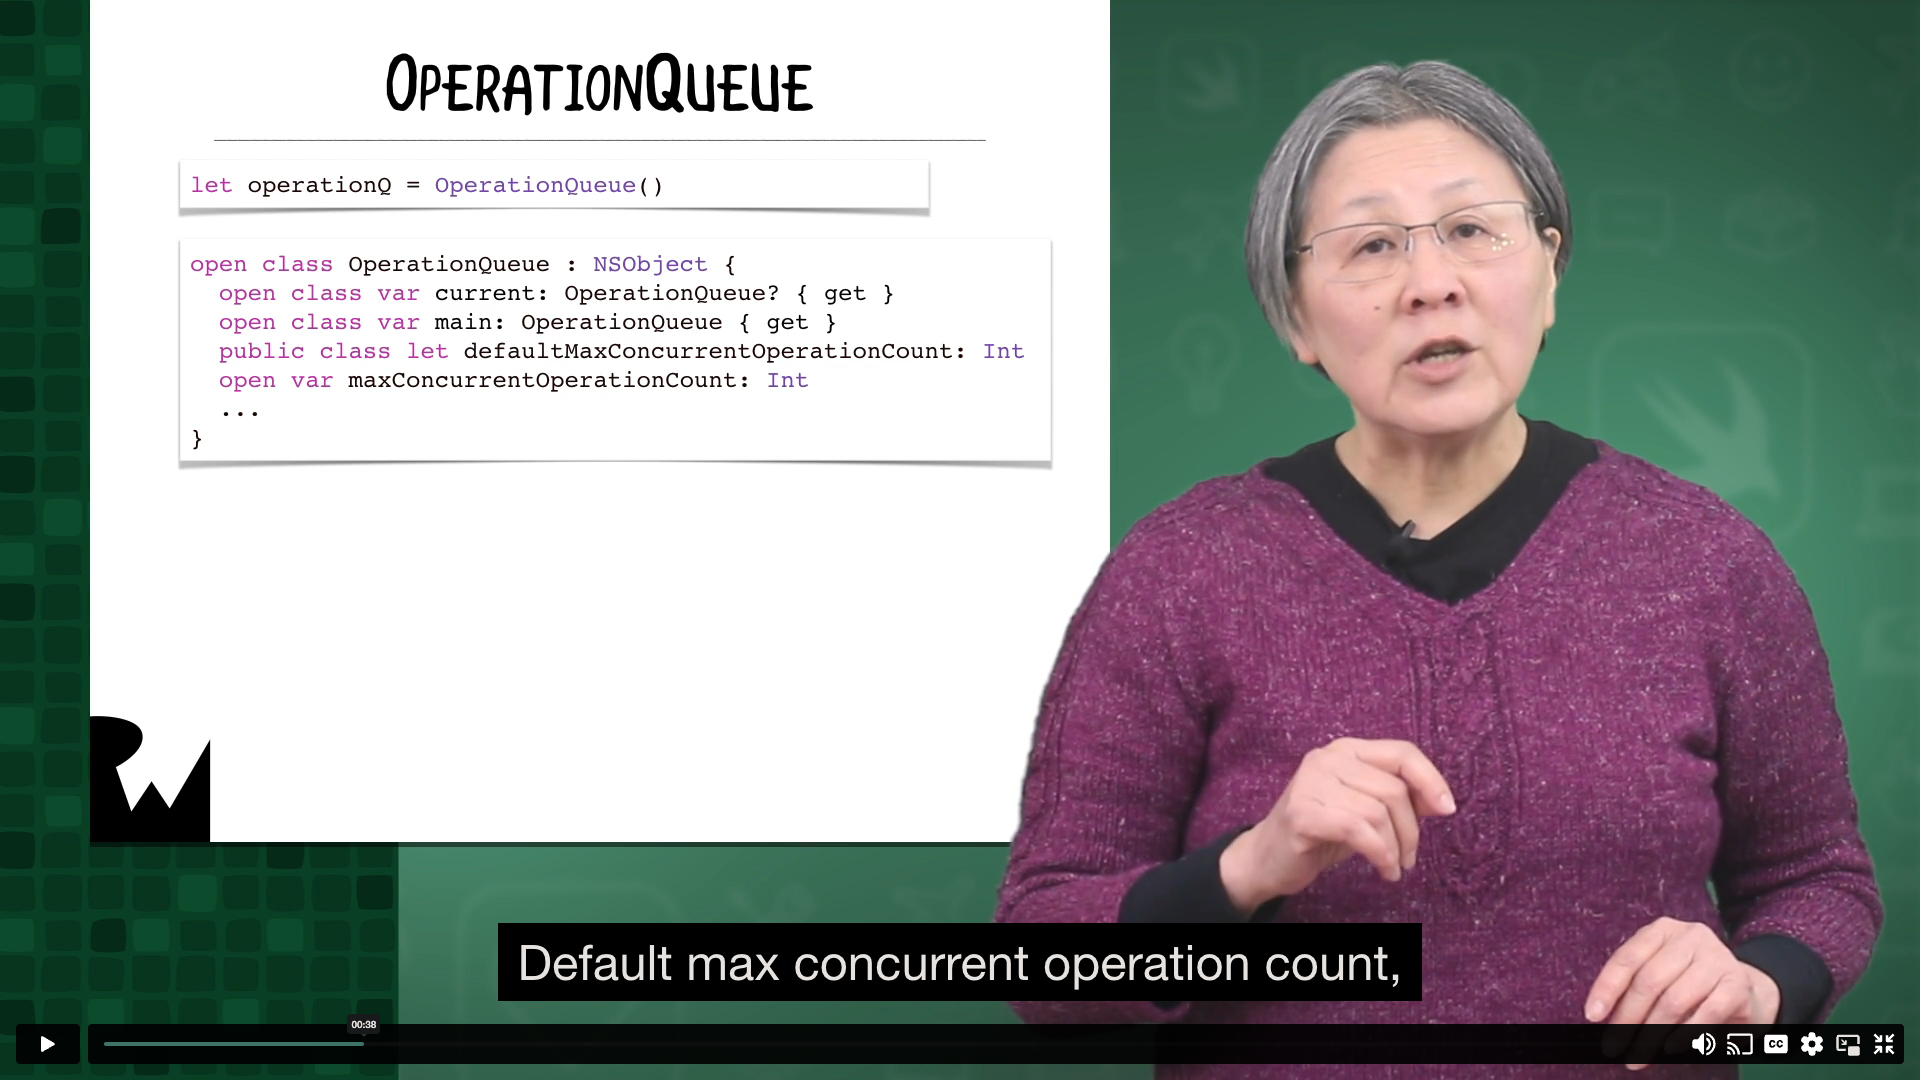 OPERATIONQUEUE
let operationQ = OperationQueue()
open class OperationQueue : NSObject {
  open class var current: OperationQueue? { get }
  open class var main: OperationQueue { get }
  public class let defaultMaxConcurrentOperationCount: Int
  open var maxConcurrentOperationCount: Int
  ...
}
RW
Default max concurrent operation count,
00:38
CC